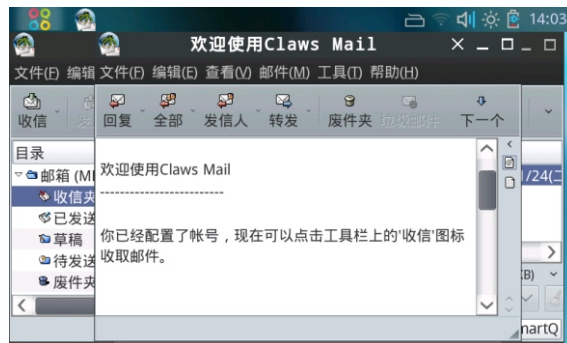 14:03
欢迎使用Claws Mail
文件(F) 编辑
文件(F) 编辑(E) 查看(V) 邮件(M) 工具(T) 帮助(H)
收信
回复 全部 发信人 转发 废件夹 垃圾邮件 下一个
目录
邮箱 (MH
收信夹
已发送
草稿
待发送
废件夹
欢迎使用Claws Mail
------------------------
你已经配置了帐号，现在可以点击工具栏上的'收信'图标
收取邮件。
1/24(二
KB)
martQ